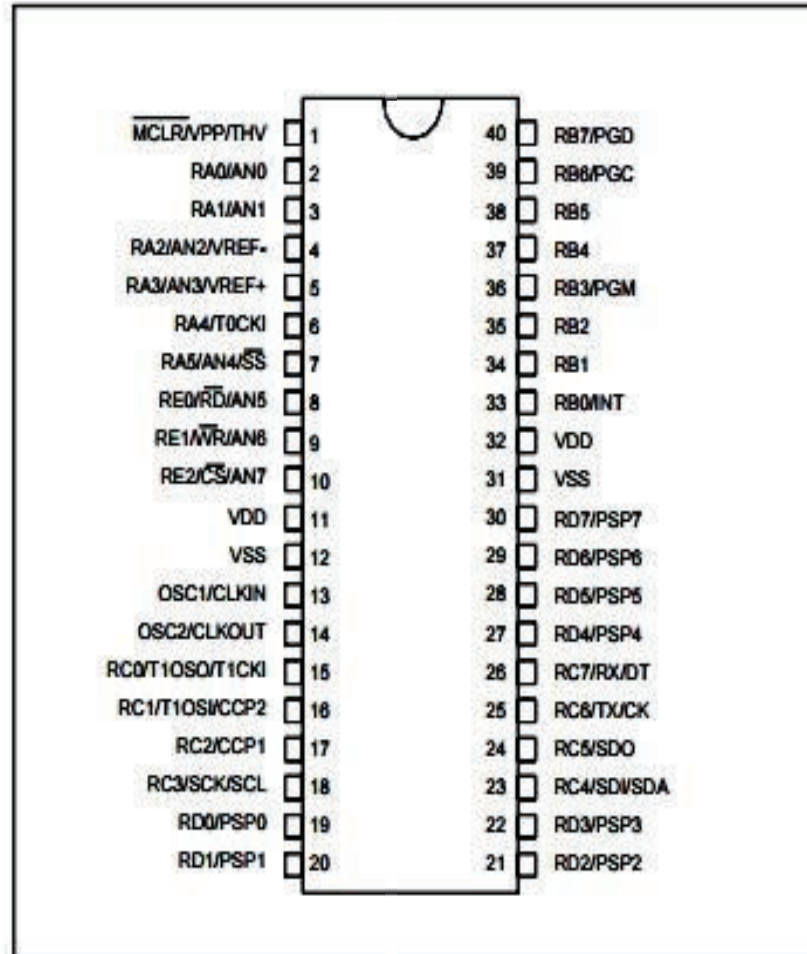 MCLR/VPP/THV 1 40 RB7/PGD
RA0/AN0 2 39 RB6/PGC
RA1/AN1 3 38 RB5
RA2/AN2/VREF- 4 37 RB4
RA3/AN3/VREF+ 5 36 RB3/PGM
RA4/T0CKI 6 35 RB2
RA5/AN4/SS 7 34 RB1
RE0/RD/AN5 8 33 RB0/INT
RE1/WR/AN6 9 32 VDD
RE2/CS/AN7 10 31 VSS
VDD 11 30 RD7/PSP7
VSS 12 29 RD6/PSP6
OSC1/CLKIN 13 28 RD5/PSP5
OSC2/CLKOUT 14 27 RD4/PSP4
RC0/T1OSO/T1CKI 15 26 RC7/RX/DT
RC1/T1OSI/CCP2 16 25 RC6/TX/CK
RC2/CCP1 17 24 RC5/SDO
RC3/SCK/SCL 18 23 RC4/SDI/SDA
RD0/PSP0 19 22 RD3/PSP3
RD1/PSP1 20 21 RD2/PSP2